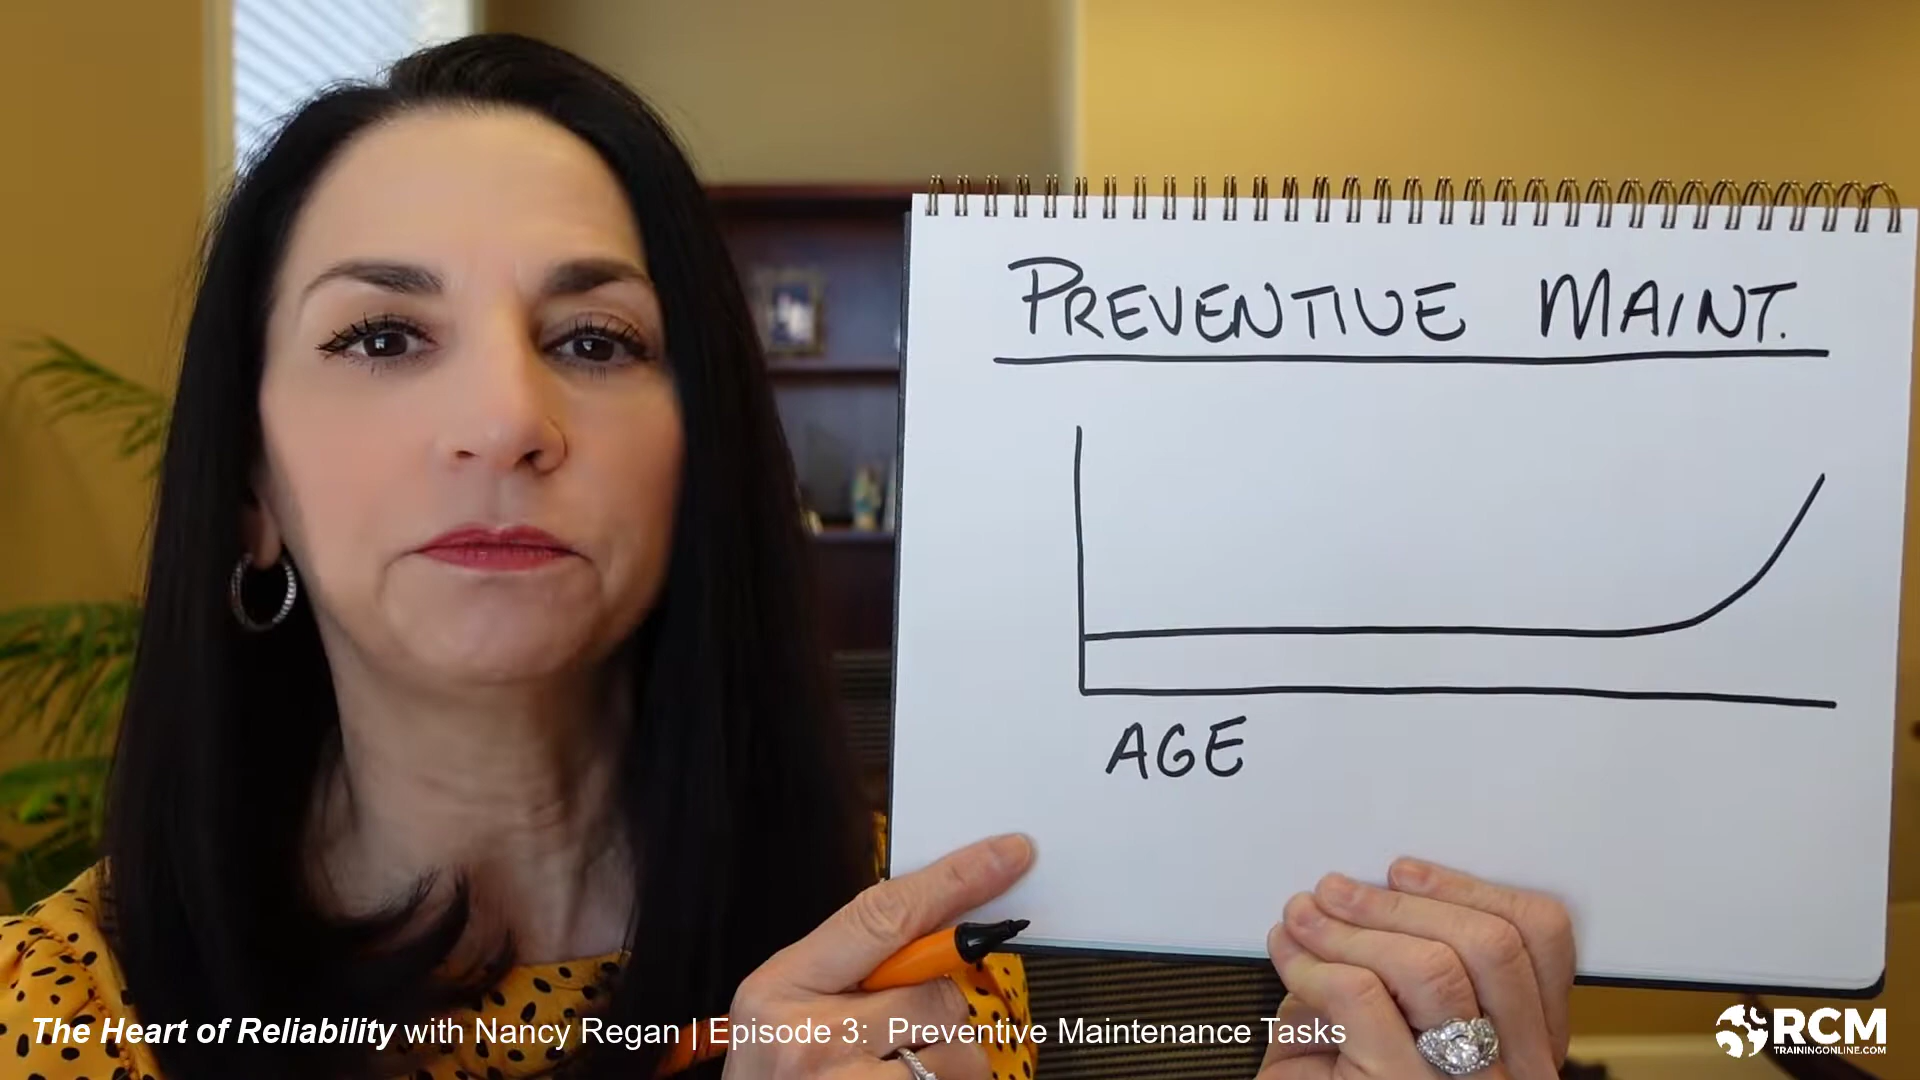 PREVENTIVE MAINT.
AGE
The Heart of Reliability with Nancy Regan | Episode 3: Preventive Maintenance Tasks
RCM
TRAININGONLINE.COM